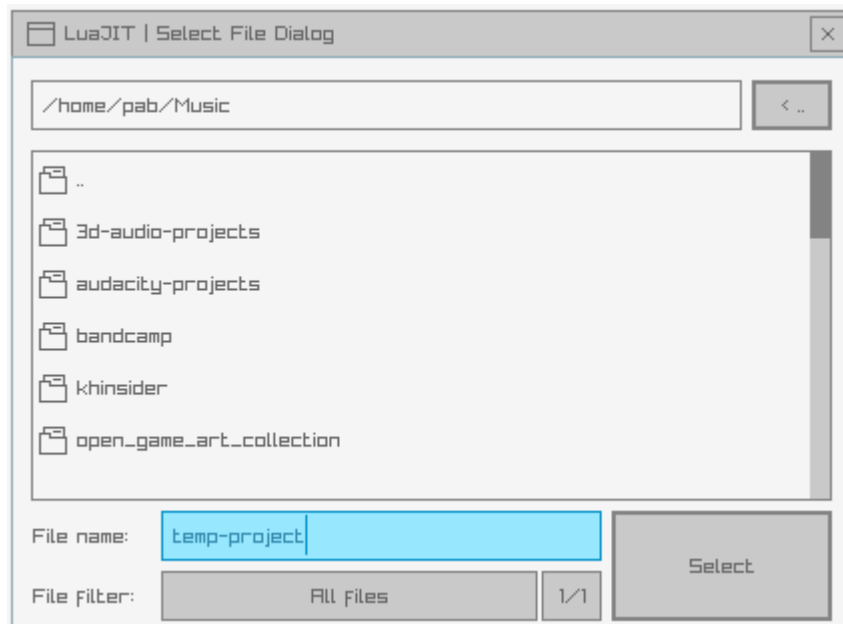 LuaJIT | Select File Dialog
/home/pab/Music
< ..
..
3d-audio-projects
audacity-projects
bandcamp
khinsider
open_game_art_collection
File name:
temp-project
Select
File filter:
All files
1/1